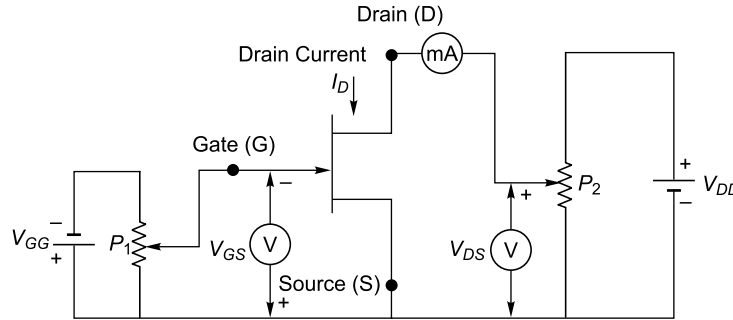 Drain (D)
Drain Current
mA
I_D
Gate (G)
+
−
−
+
P_2
V_DD
−
−
V_GG
+
P_1
V_GS
V
V_DS
V
Source (S)
+